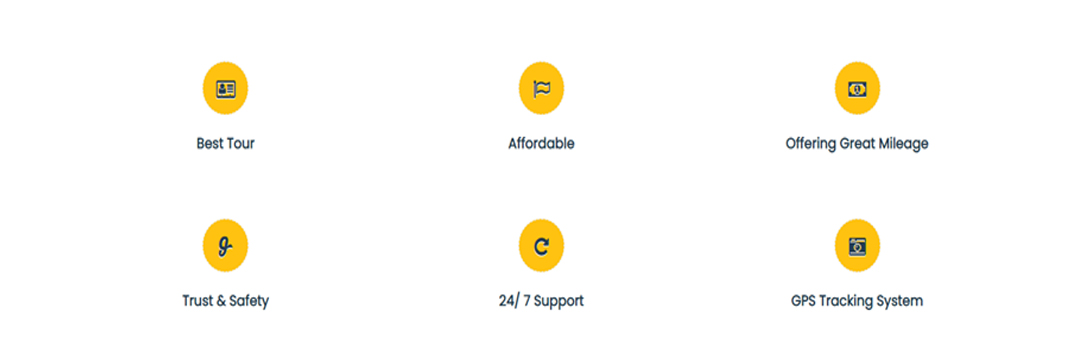 Best Tour
Affordable
Offering Great Mileage
Trust & Safety
24/ 7 Support
GPS Tracking System